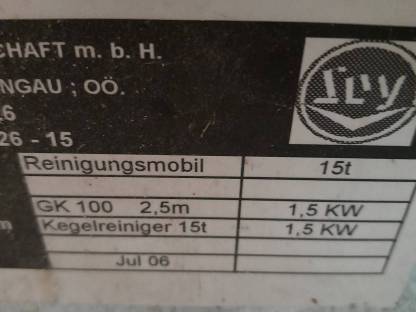 CHAFT m. b. H.
NGAU ; OÖ.
6
26 - 15
Reinigungsmobil 15t
GK 100 2,5m 1,5 KW
m Kegelreiniger 15t 1,5 KW
Jul 06